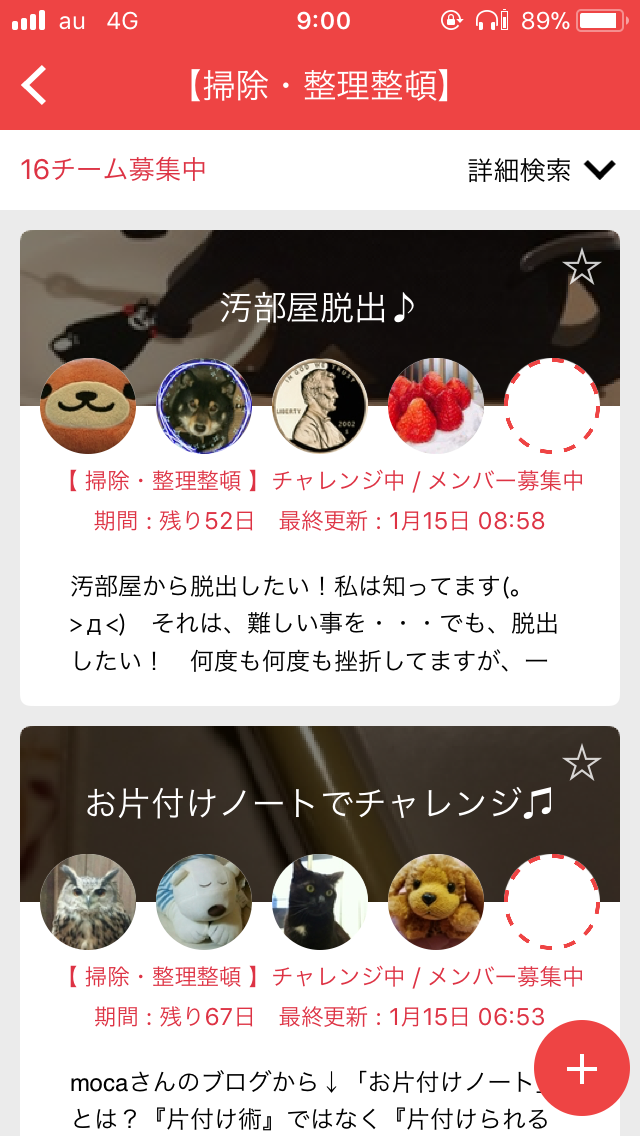 au 4G 9:00 89%
【掃除・整理整頓】
16チーム募集中 詳細検索
汚部屋脱出♪
IN GOD WE TRUST
LIBERTY
2002
【 掃除・整理整頓 】チャレンジ中 / メンバー募集中
期間：残り52日　最終更新：1月15日 08:58
汚部屋から脱出したい！私は知ってます(｡
>д<)　それは、難しい事を・・・でも、脱出
したい！　何度も何度も挫折してますが、一
お片付けノートでチャレンジ♫
【 掃除・整理整頓 】チャレンジ中 / メンバー募集中
期間：残り67日　最終更新：1月15日 06:53
mocaさんのブログから↓「お片付けノート」
とは？『片付け術』ではなく『片付けられる